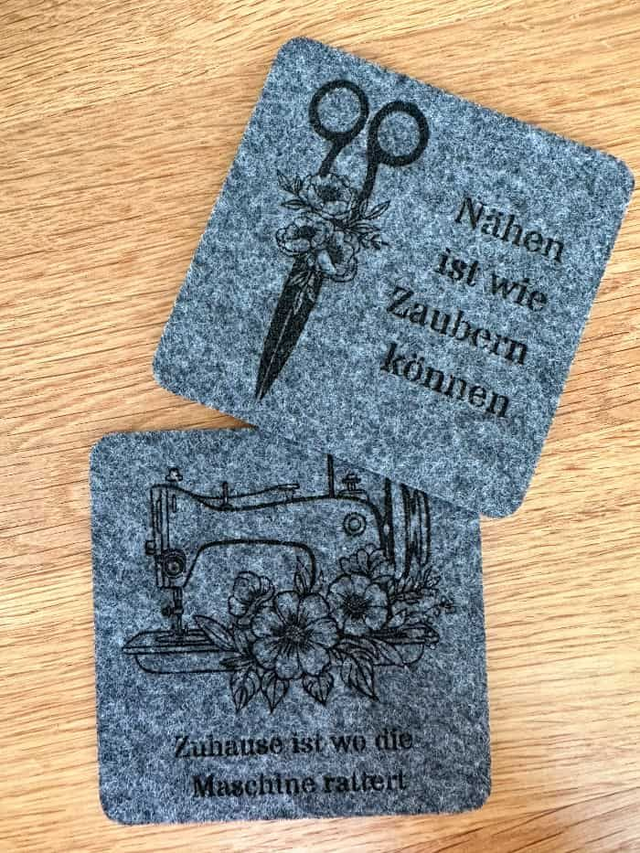 Nähen
ist wie
Zaubern
können
Zuhause ist wo die
Maschine rattert